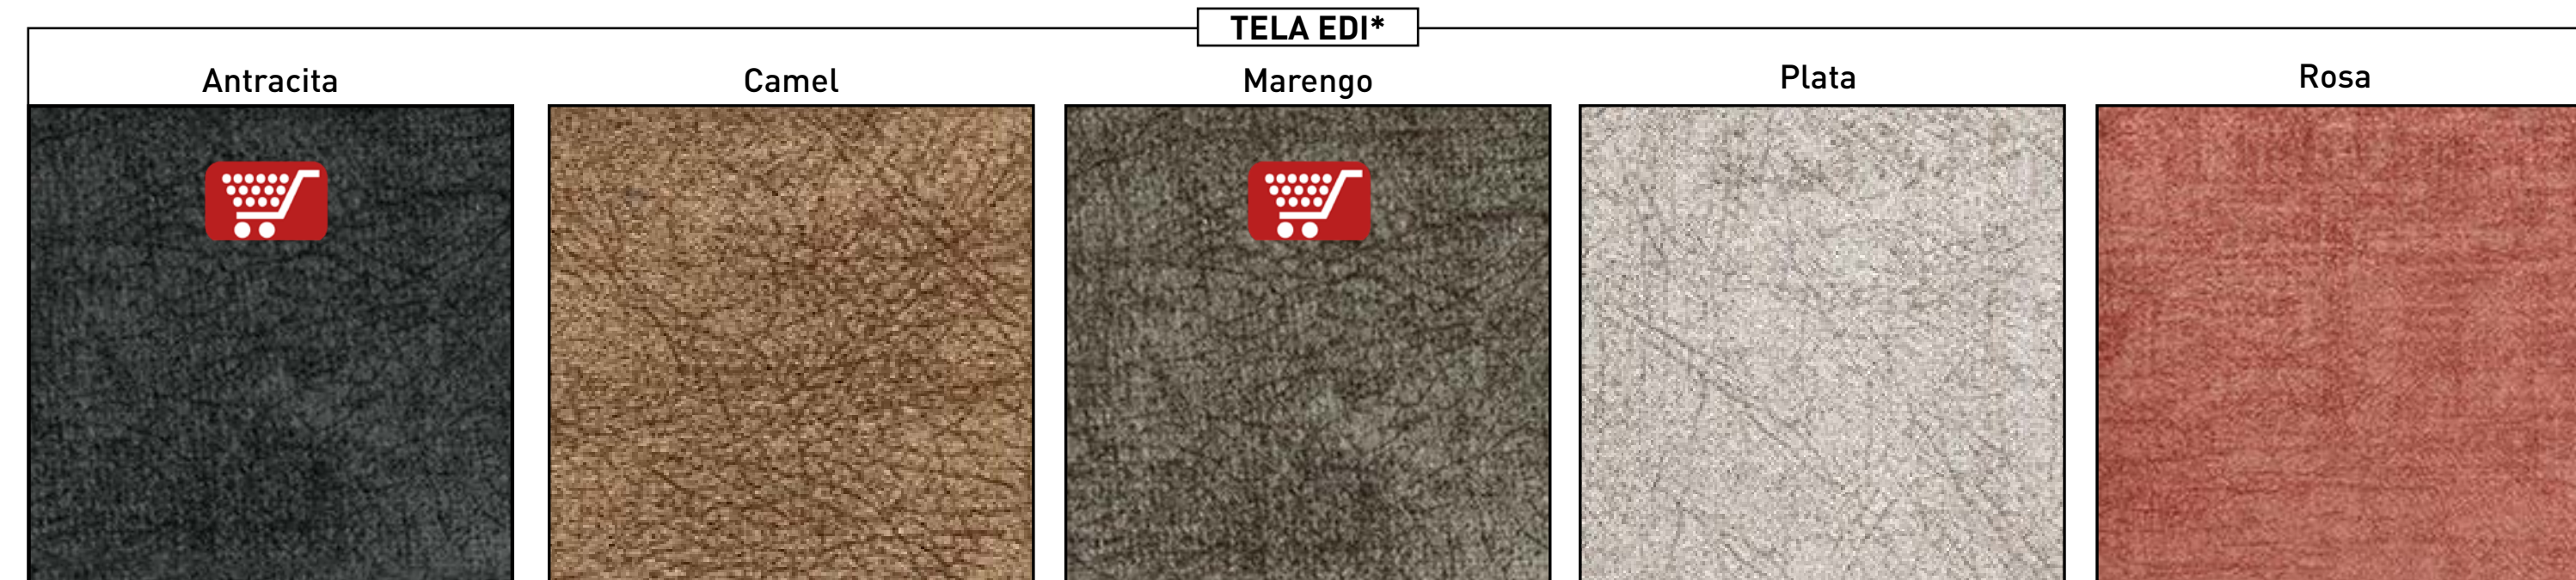 TELA EDI*
Antracita
Camel
Marengo
Plata
Rosa